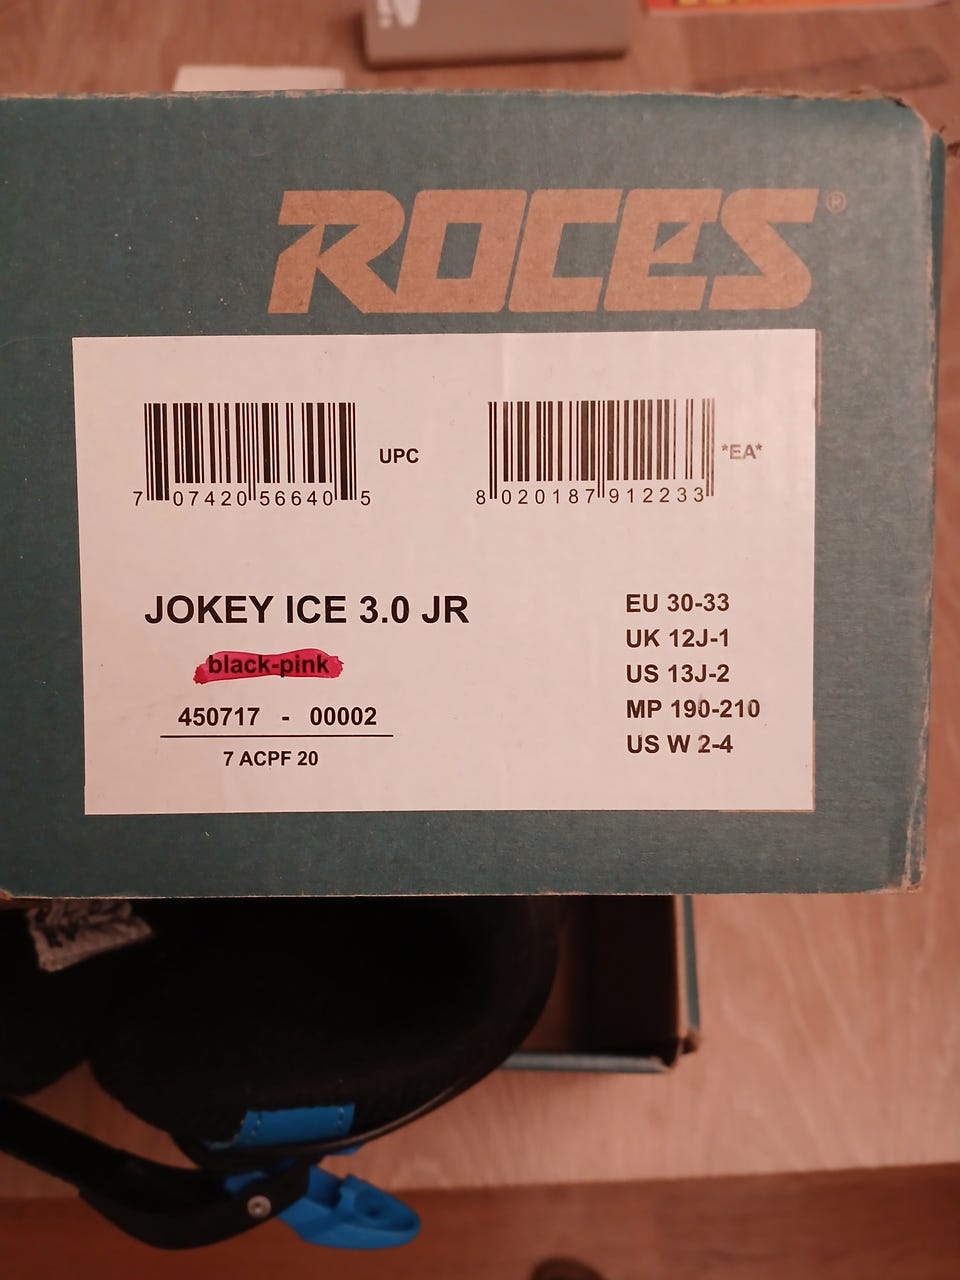 ROCES®
7 07420 56640 5
UPC
8 020187 912233
*EA*
JOKEY ICE 3.0 JR
black-pink
450717 - 00002
7 ACPF 20
EU 30-33
UK 12J-1
US 13J-2
MP 190-210
US W 2-4